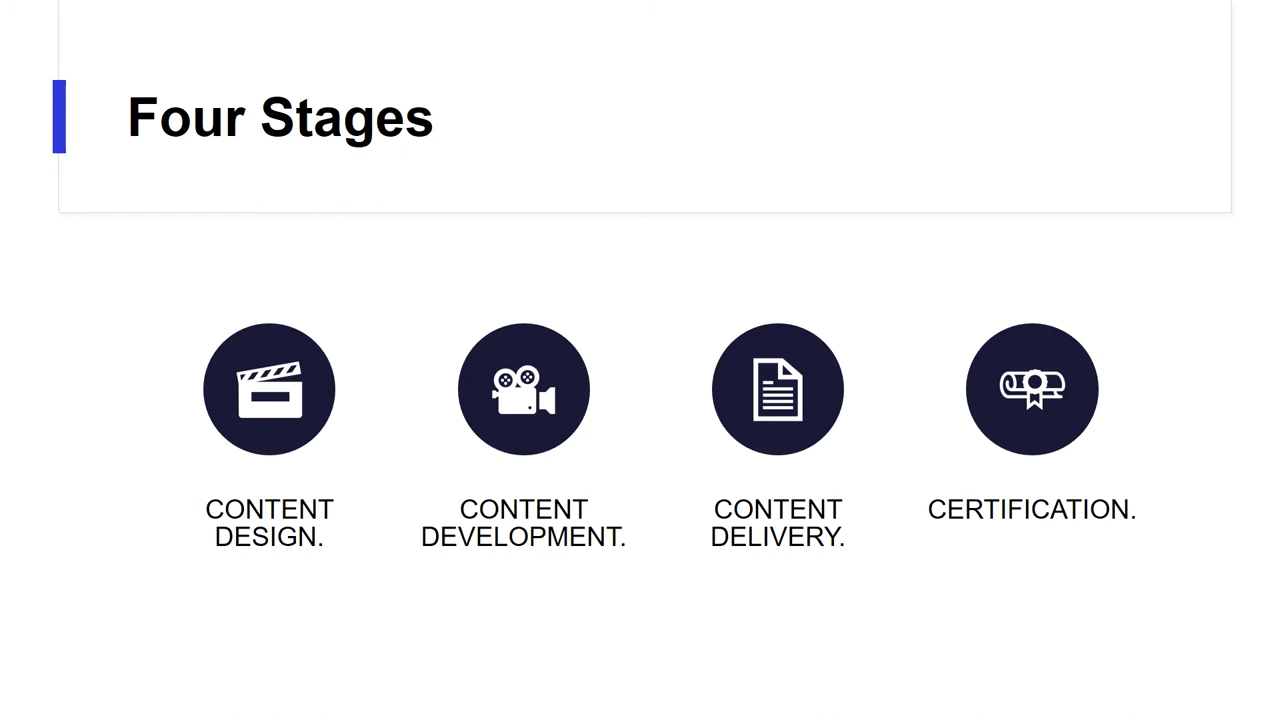 Four Stages
CONTENT
DESIGN.
CONTENT
DEVELOPMENT.
CONTENT
DELIVERY.
CERTIFICATION.